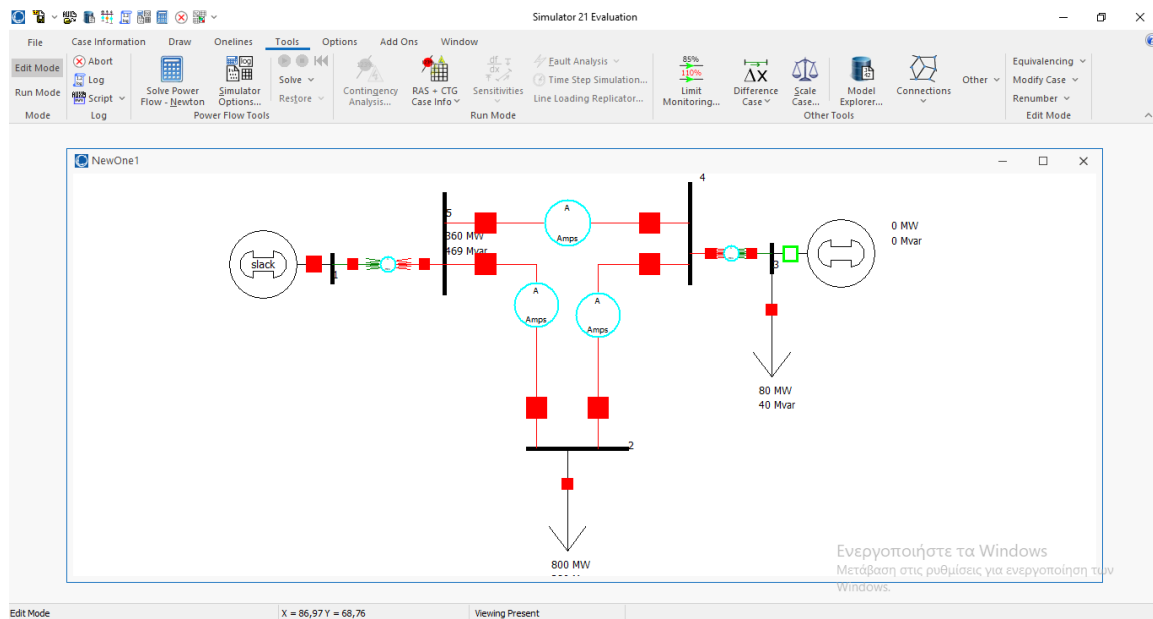 Simulator 21 Evaluation
File Case Information Draw Onelines Tools Options Add Ons Window
Edit Mode
Run Mode
Mode
Abort
Log
Script
Log
Solve Power
Flow - Newton
Simulator
Options...
Solve
Restore
Power Flow Tools
Contingency
Analysis...
RAS + CTG
Case Info
Sensitivities
Fault Analysis
Time Step Simulation...
Line Loading Replicator...
Run Mode
85%
110%
Limit
Monitoring...
ΔX
Difference
Case
Scale
Case...
Model
Explorer...
Connections
Other
Other Tools
Equivalencing
Modify Case
Renumber
Edit Mode
NewOne1
4
5
A
Amps
360 MW
469 Mvar
0 MW
0 Mvar
slack
1
3
A
Amps
A
Amps
80 MW
40 Mvar
2
800 MW
Ενεργοποιήστε τα Windows
Μετάβαση στις ρυθμίσεις για ενεργοποίηση των
Windows.
Edit Mode X = 86,97 Y = 68,76 Viewing Present